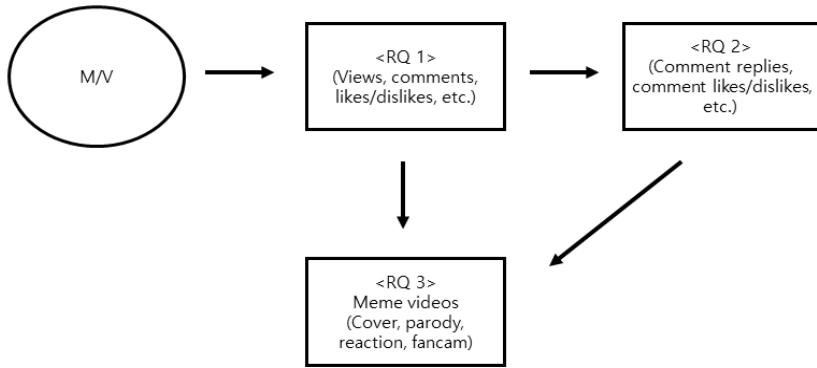 M/V
<RQ 1>
(Views, comments,
likes/dislikes, etc.)
<RQ 2>
(Comment replies,
comment likes/dislikes,
etc.)
<RQ 3>
Meme videos
(Cover, parody,
reaction, fancam)